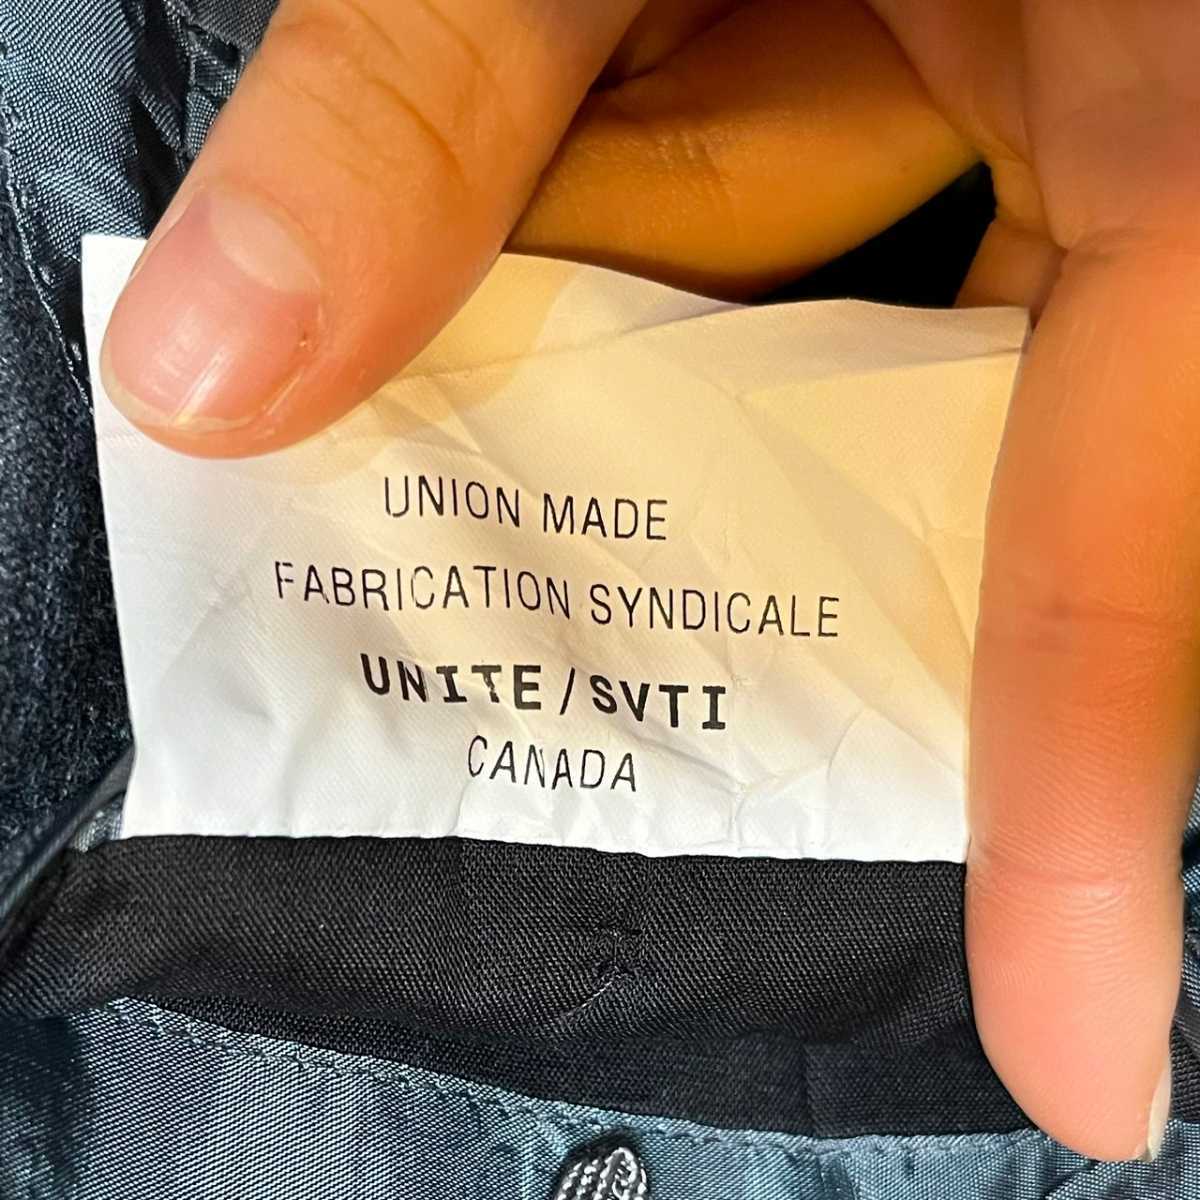 UNION MADE
FABRICATION SYNDICALE
UNITE/SVTI
CANADA